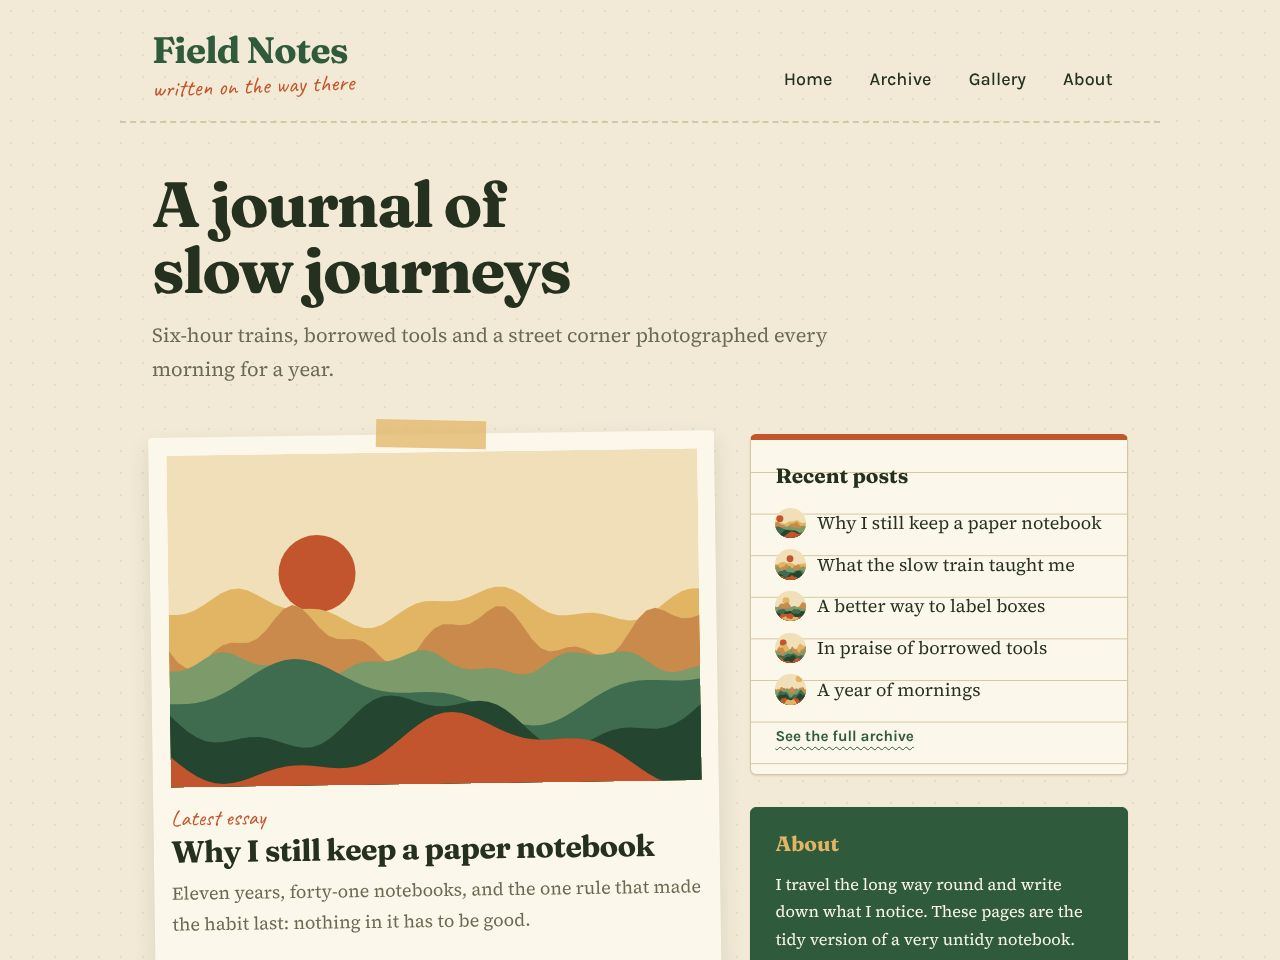 Field Notes
written on the way there
Home
Archive
Gallery
About
A journal of
slow journeys
Six-hour trains, borrowed tools and a street corner photographed every
morning for a year.
Latest essay
Why I still keep a paper notebook
Eleven years, forty-one notebooks, and the one rule that made
the habit last: nothing in it has to be good.
Recent posts
Why I still keep a paper notebook
What the slow train taught me
A better way to label boxes
In praise of borrowed tools
A year of mornings
See the full archive
About
I travel the long way round and write
down what I notice. These pages are the
tidy version of a very untidy notebook.